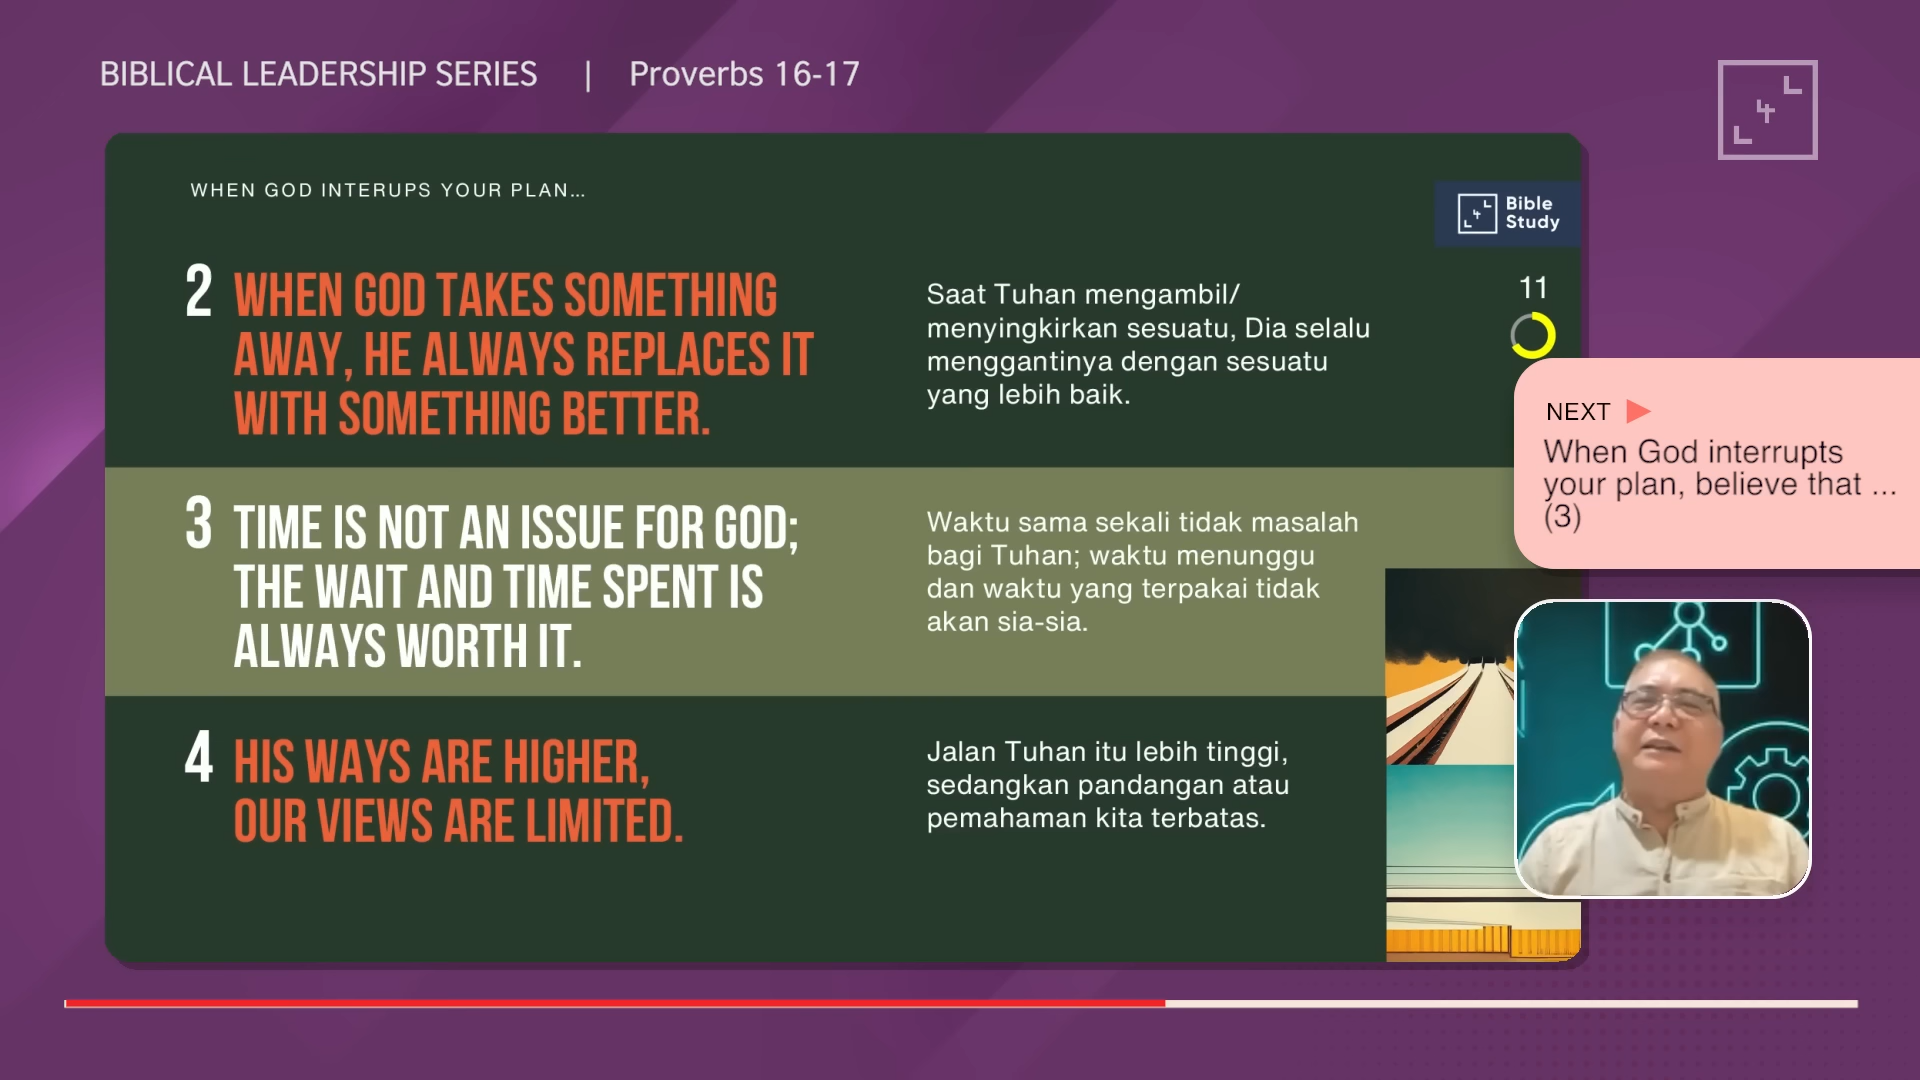 BIBLICAL LEADERSHIP SERIES | Proverbs 16-17
WHEN GOD INTERUPS YOUR PLAN...
Bible
Study
11
2 WHEN GOD TAKES SOMETHING
AWAY, HE ALWAYS REPLACES IT
WITH SOMETHING BETTER.
Saat Tuhan mengambil/
menyingkirkan sesuatu, Dia selalu
menggantinya dengan sesuatu
yang lebih baik.
3 TIME IS NOT AN ISSUE FOR GOD;
THE WAIT AND TIME SPENT IS
ALWAYS WORTH IT.
Waktu sama sekali tidak masalah
bagi Tuhan; waktu menunggu
dan waktu yang terpakai tidak
akan sia-sia.
4 HIS WAYS ARE HIGHER,
OUR VIEWS ARE LIMITED.
Jalan Tuhan itu lebih tinggi,
sedangkan pandangan atau
pemahaman kita terbatas.
NEXT
When God interrupts
your plan, believe that ...
(3)